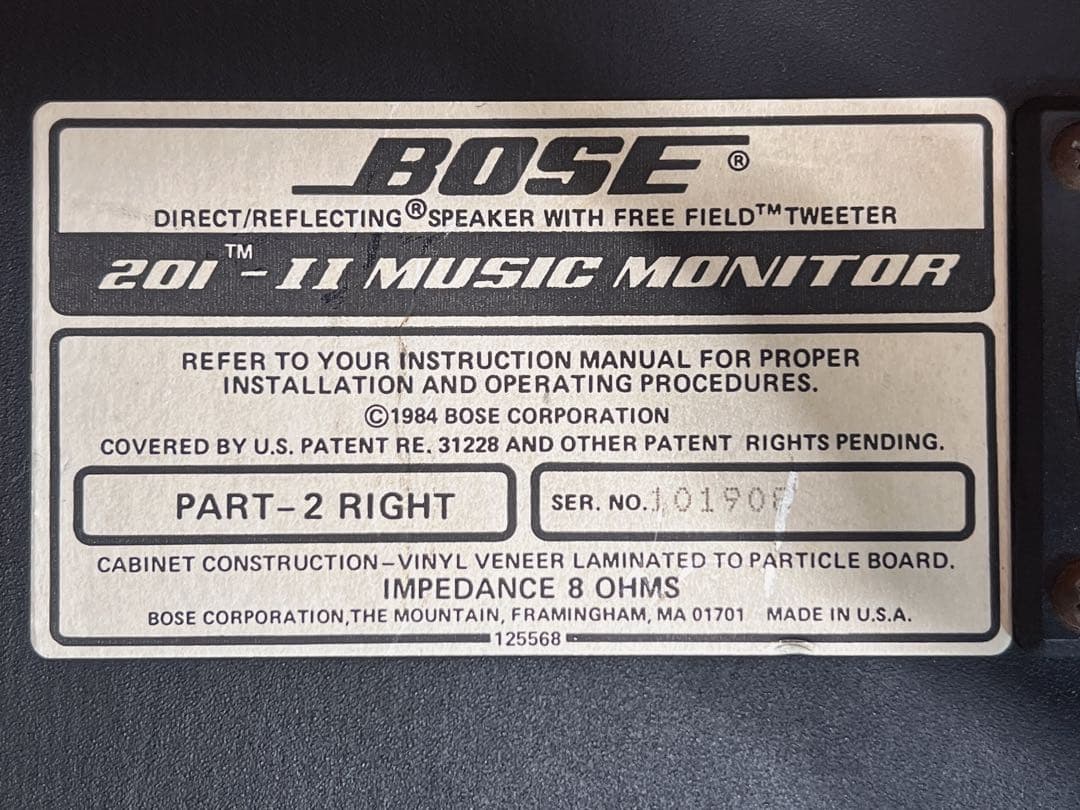 BOSE®
DIRECT/REFLECTING® SPEAKER WITH FREE FIELD™ TWEETER
201™-II MUSIC MONITOR
REFER TO YOUR INSTRUCTION MANUAL FOR PROPER
INSTALLATION AND OPERATING PROCEDURES.
©1984 BOSE CORPORATION
COVERED BY U.S. PATENT RE. 31228 AND OTHER PATENT RIGHTS PENDING.
PART-2 RIGHT
SER. NO.
CABINET CONSTRUCTION-VINYL VENEER LAMINATED TO PARTICLE BOARD.
IMPEDANCE 8 OHMS
BOSE CORPORATION, THE MOUNTAIN, FRAMINGHAM, MA 01701 MADE IN U.S.A.
125568